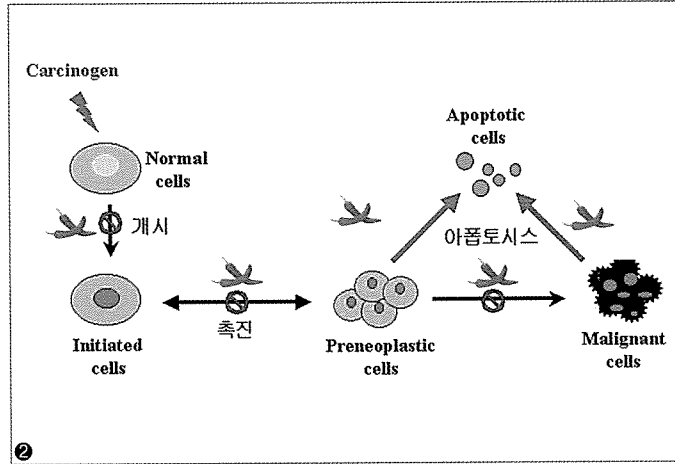 Carcinogen
Normal
cells
개시
Initiated
cells
촉진
Preneoplastic
cells
Apoptotic
cells
아폽토시스
Malignant
cells
❷